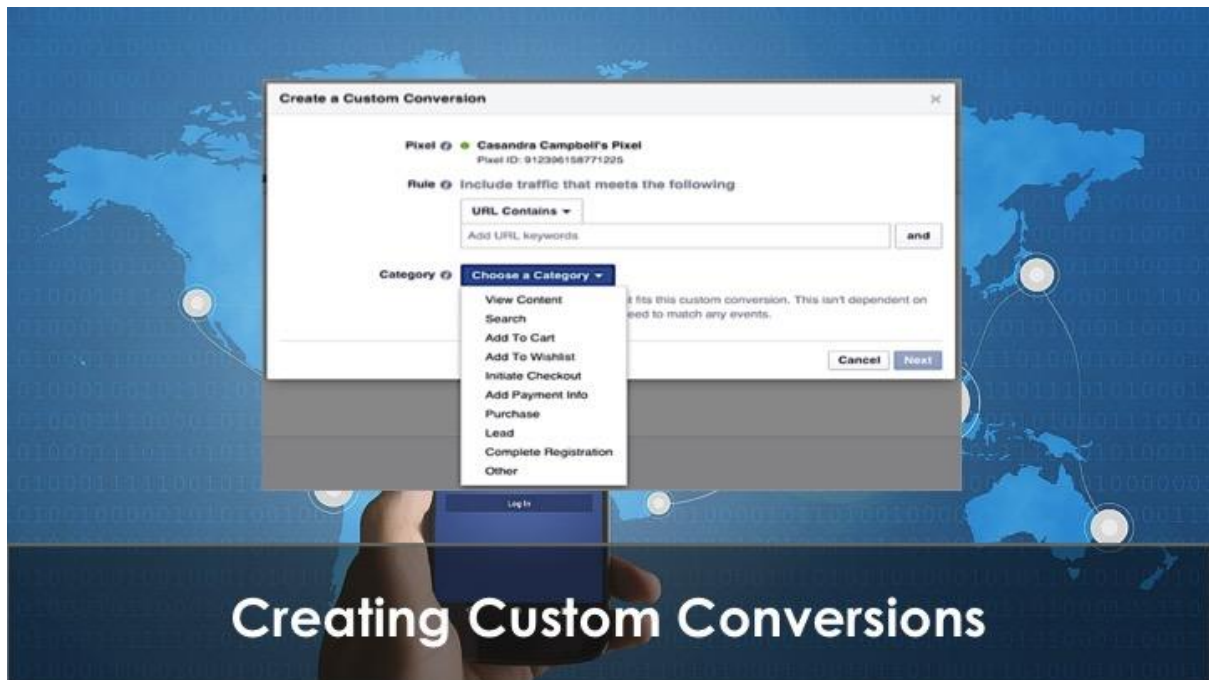 Create a Custom Conversion
Pixel Casandra Campbell's Pixel
Pixel ID: 912396158771225
Rule Include traffic that meets the following
URL Contains
Add URL keywords and
Category Choose a Category
View Content
fits this custom conversion. This isn't dependent on
Search
need to match any events.
Add To Cart
Add To Wishlist
Cancel Next
Initiate Checkout
Add Payment Info
Purchase
Lead
Complete Registration
Other
Log In
Creating Custom Conversions